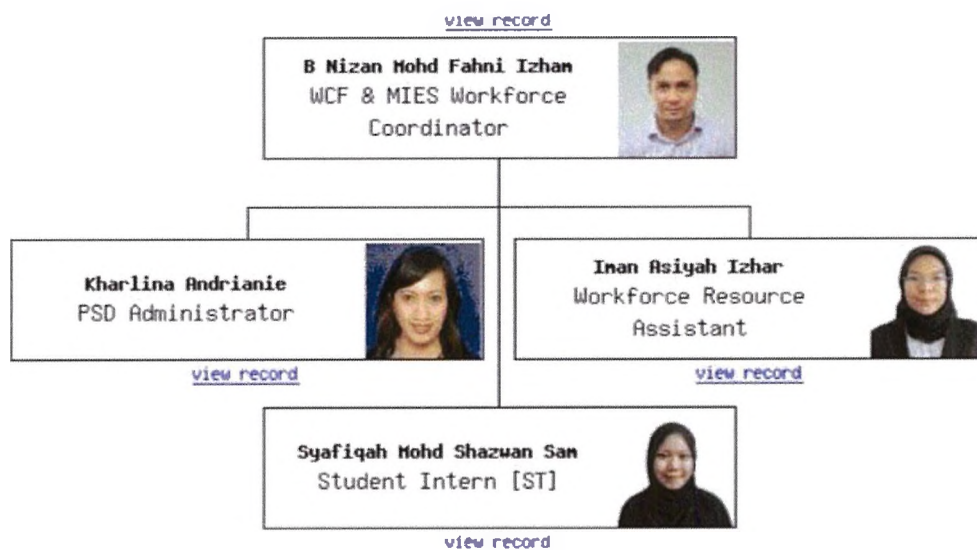 view record
B Nizan Mohd Fahni Izham
WCF & MIES Workforce
Coordinator
Kharlina Andrianie
PSD Administrator
view record
Iman Asiyah Izhar
Workforce Resource
Assistant
view record
Syafiqah Mohd Shazwan Sam
Student Intern [ST]
view record